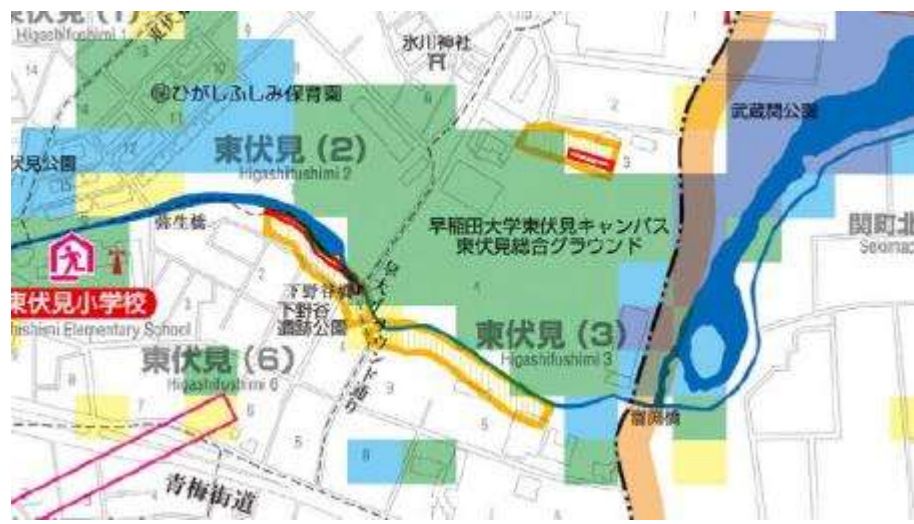 東伏見 (1)
Higashifushimi 1
氷川神社
ひがしふしみ保育園
武蔵関公園
東伏見 (2)
Higashifushimi 2
伏見公園
弥生橋
早稲田大学東伏見キャンパス
東伏見総合グラウンド
関町北
東伏見小学校
Elementary School
下野谷
遺跡公園
東伏見 (3)
Higashifushimi 3
東伏見 (6)
Higashifushimi 6
青梅街道